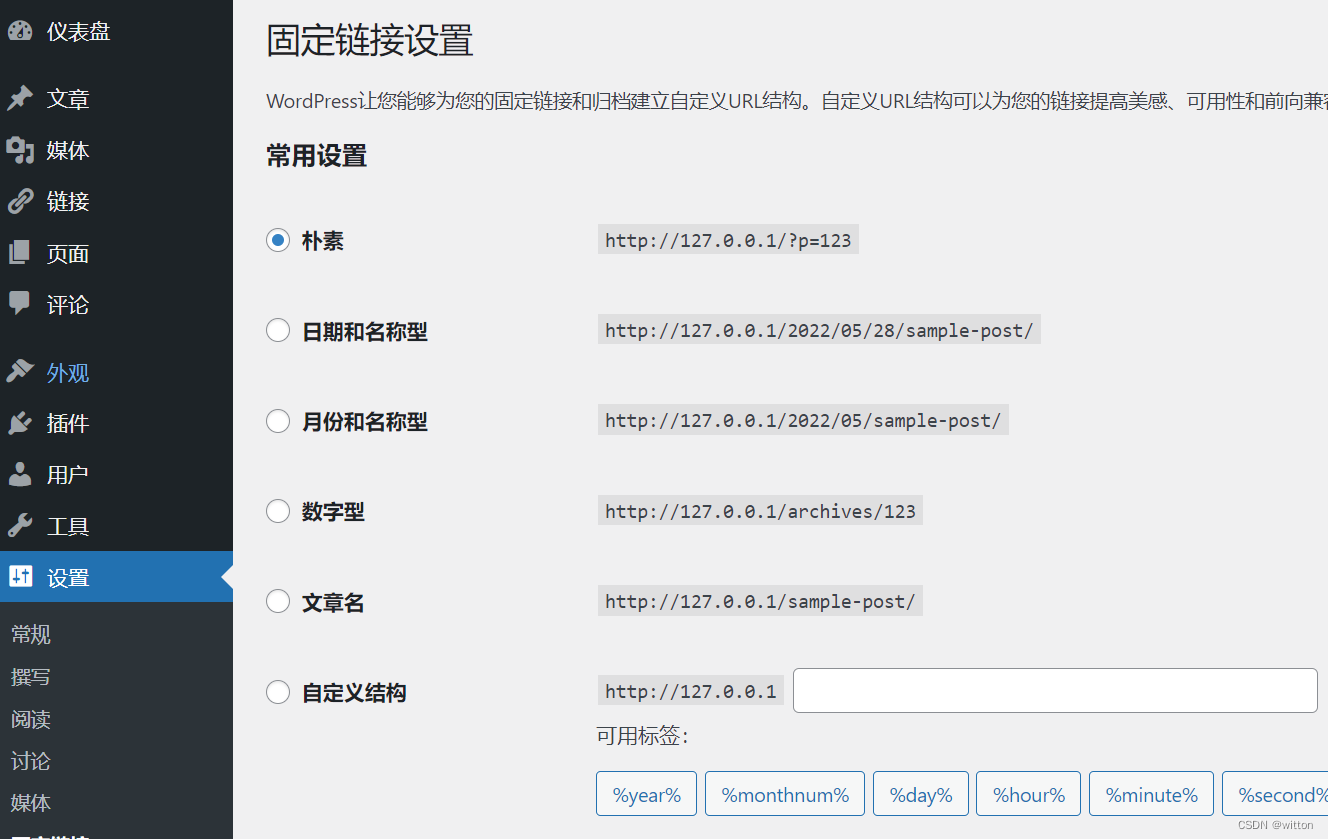 仪表盘
文章
媒体
链接
页面
评论
外观
插件
用户
工具
设置
常规
撰写
阅读
讨论
媒体
固定链接设置
WordPress让您能够为您的固定链接和归档建立自定义URL结构。自定义URL结构可以为您的链接提高美感、可用性和前向兼容
常用设置
朴素 http://127.0.0.1/?p=123
日期和名称型 http://127.0.0.1/2022/05/28/sample-post/
月份和名称型 http://127.0.0.1/2022/05/sample-post/
数字型 http://127.0.0.1/archives/123
文章名 http://127.0.0.1/sample-post/
自定义结构 http://127.0.0.1
可用标签：
%year% %monthnum% %day% %hour% %minute% %second%
CSDN @witton